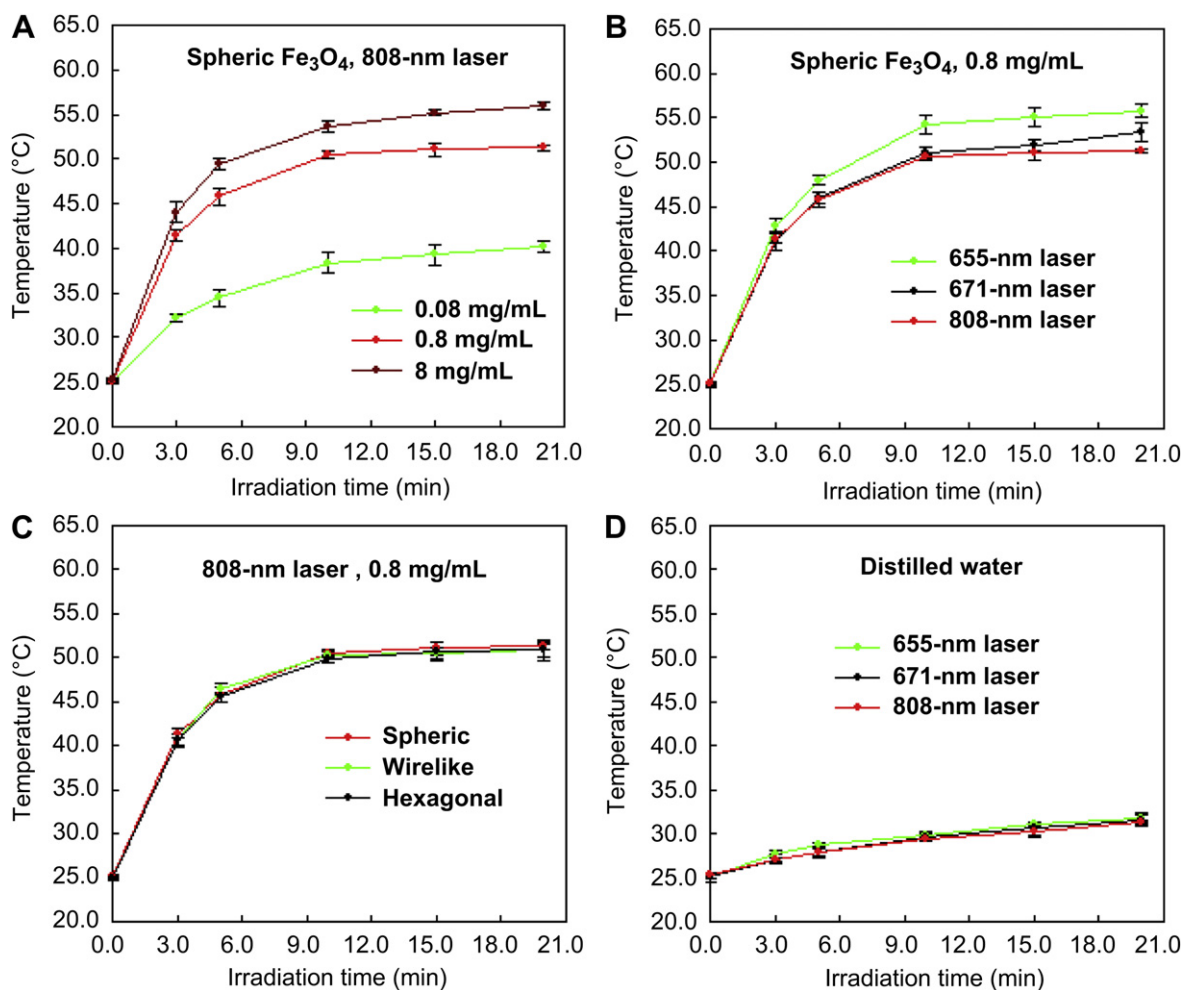 A
Spheric Fe₃O₄, 808-nm laser
Temperature (°C)
65.0
60.0
55.0
50.0
45.0
40.0
35.0
30.0
25.0
20.0
0.08 mg/mL
0.8 mg/mL
8 mg/mL
0.0 3.0 6.0 9.0 12.0 15.0 18.0 21.0
Irradiation time (min)
B
Spheric Fe₃O₄, 0.8 mg/mL
Temperature (°C)
65.0
60.0
55.0
50.0
45.0
40.0
35.0
30.0
25.0
20.0
655-nm laser
671-nm laser
808-nm laser
0.0 3.0 6.0 9.0 12.0 15.0 18.0 21.0
Irradiation time (min)
C
808-nm laser , 0.8 mg/mL
Temperature (°C)
65.0
60.0
55.0
50.0
45.0
40.0
35.0
30.0
25.0
20.0
Spheric
Wirelike
Hexagonal
0.0 3.0 6.0 9.0 12.0 15.0 18.0 21.0
Irradiation time (min)
D
Distilled water
Temperature (°C)
65.0
60.0
55.0
50.0
45.0
40.0
35.0
30.0
25.0
20.0
655-nm laser
671-nm laser
808-nm laser
0.0 3.0 6.0 9.0 12.0 15.0 18.0 21.0
Irradiation time (min)